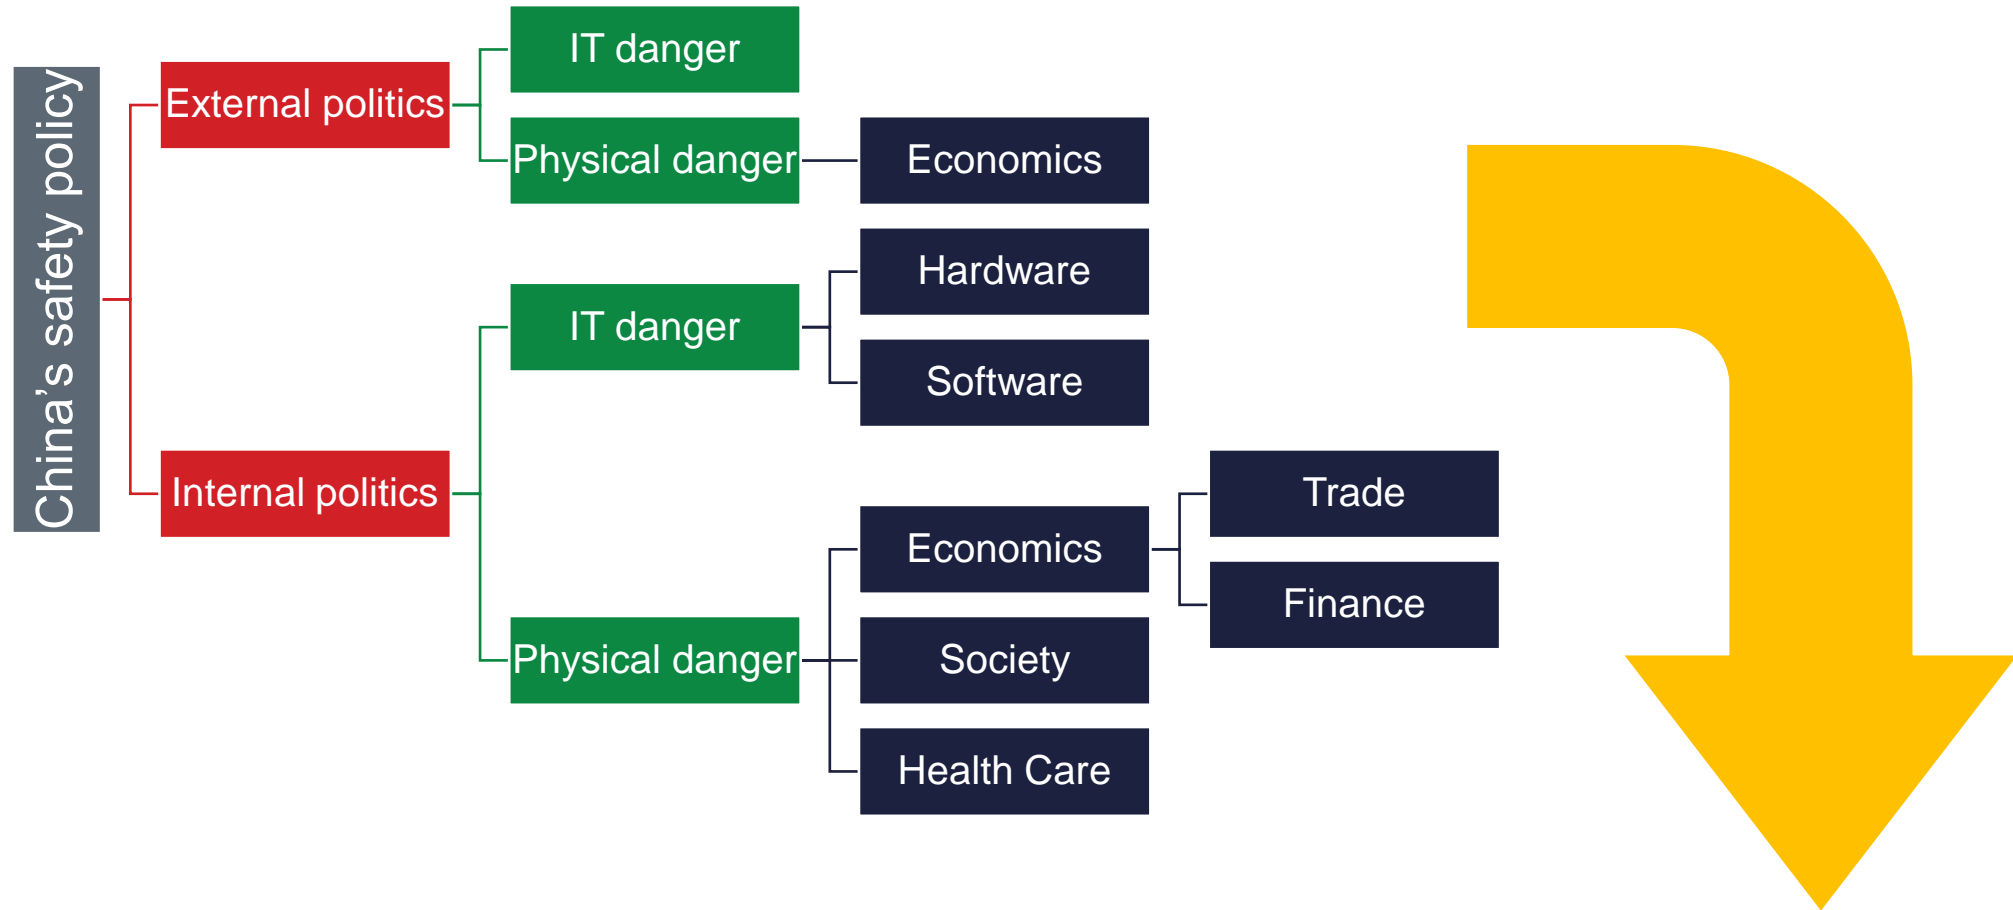 China’s safety policy
External politics
IT danger
Physical danger
Economics
Internal politics
IT danger
Hardware
Software
Physical danger
Economics
Trade
Finance
Society
Health Care